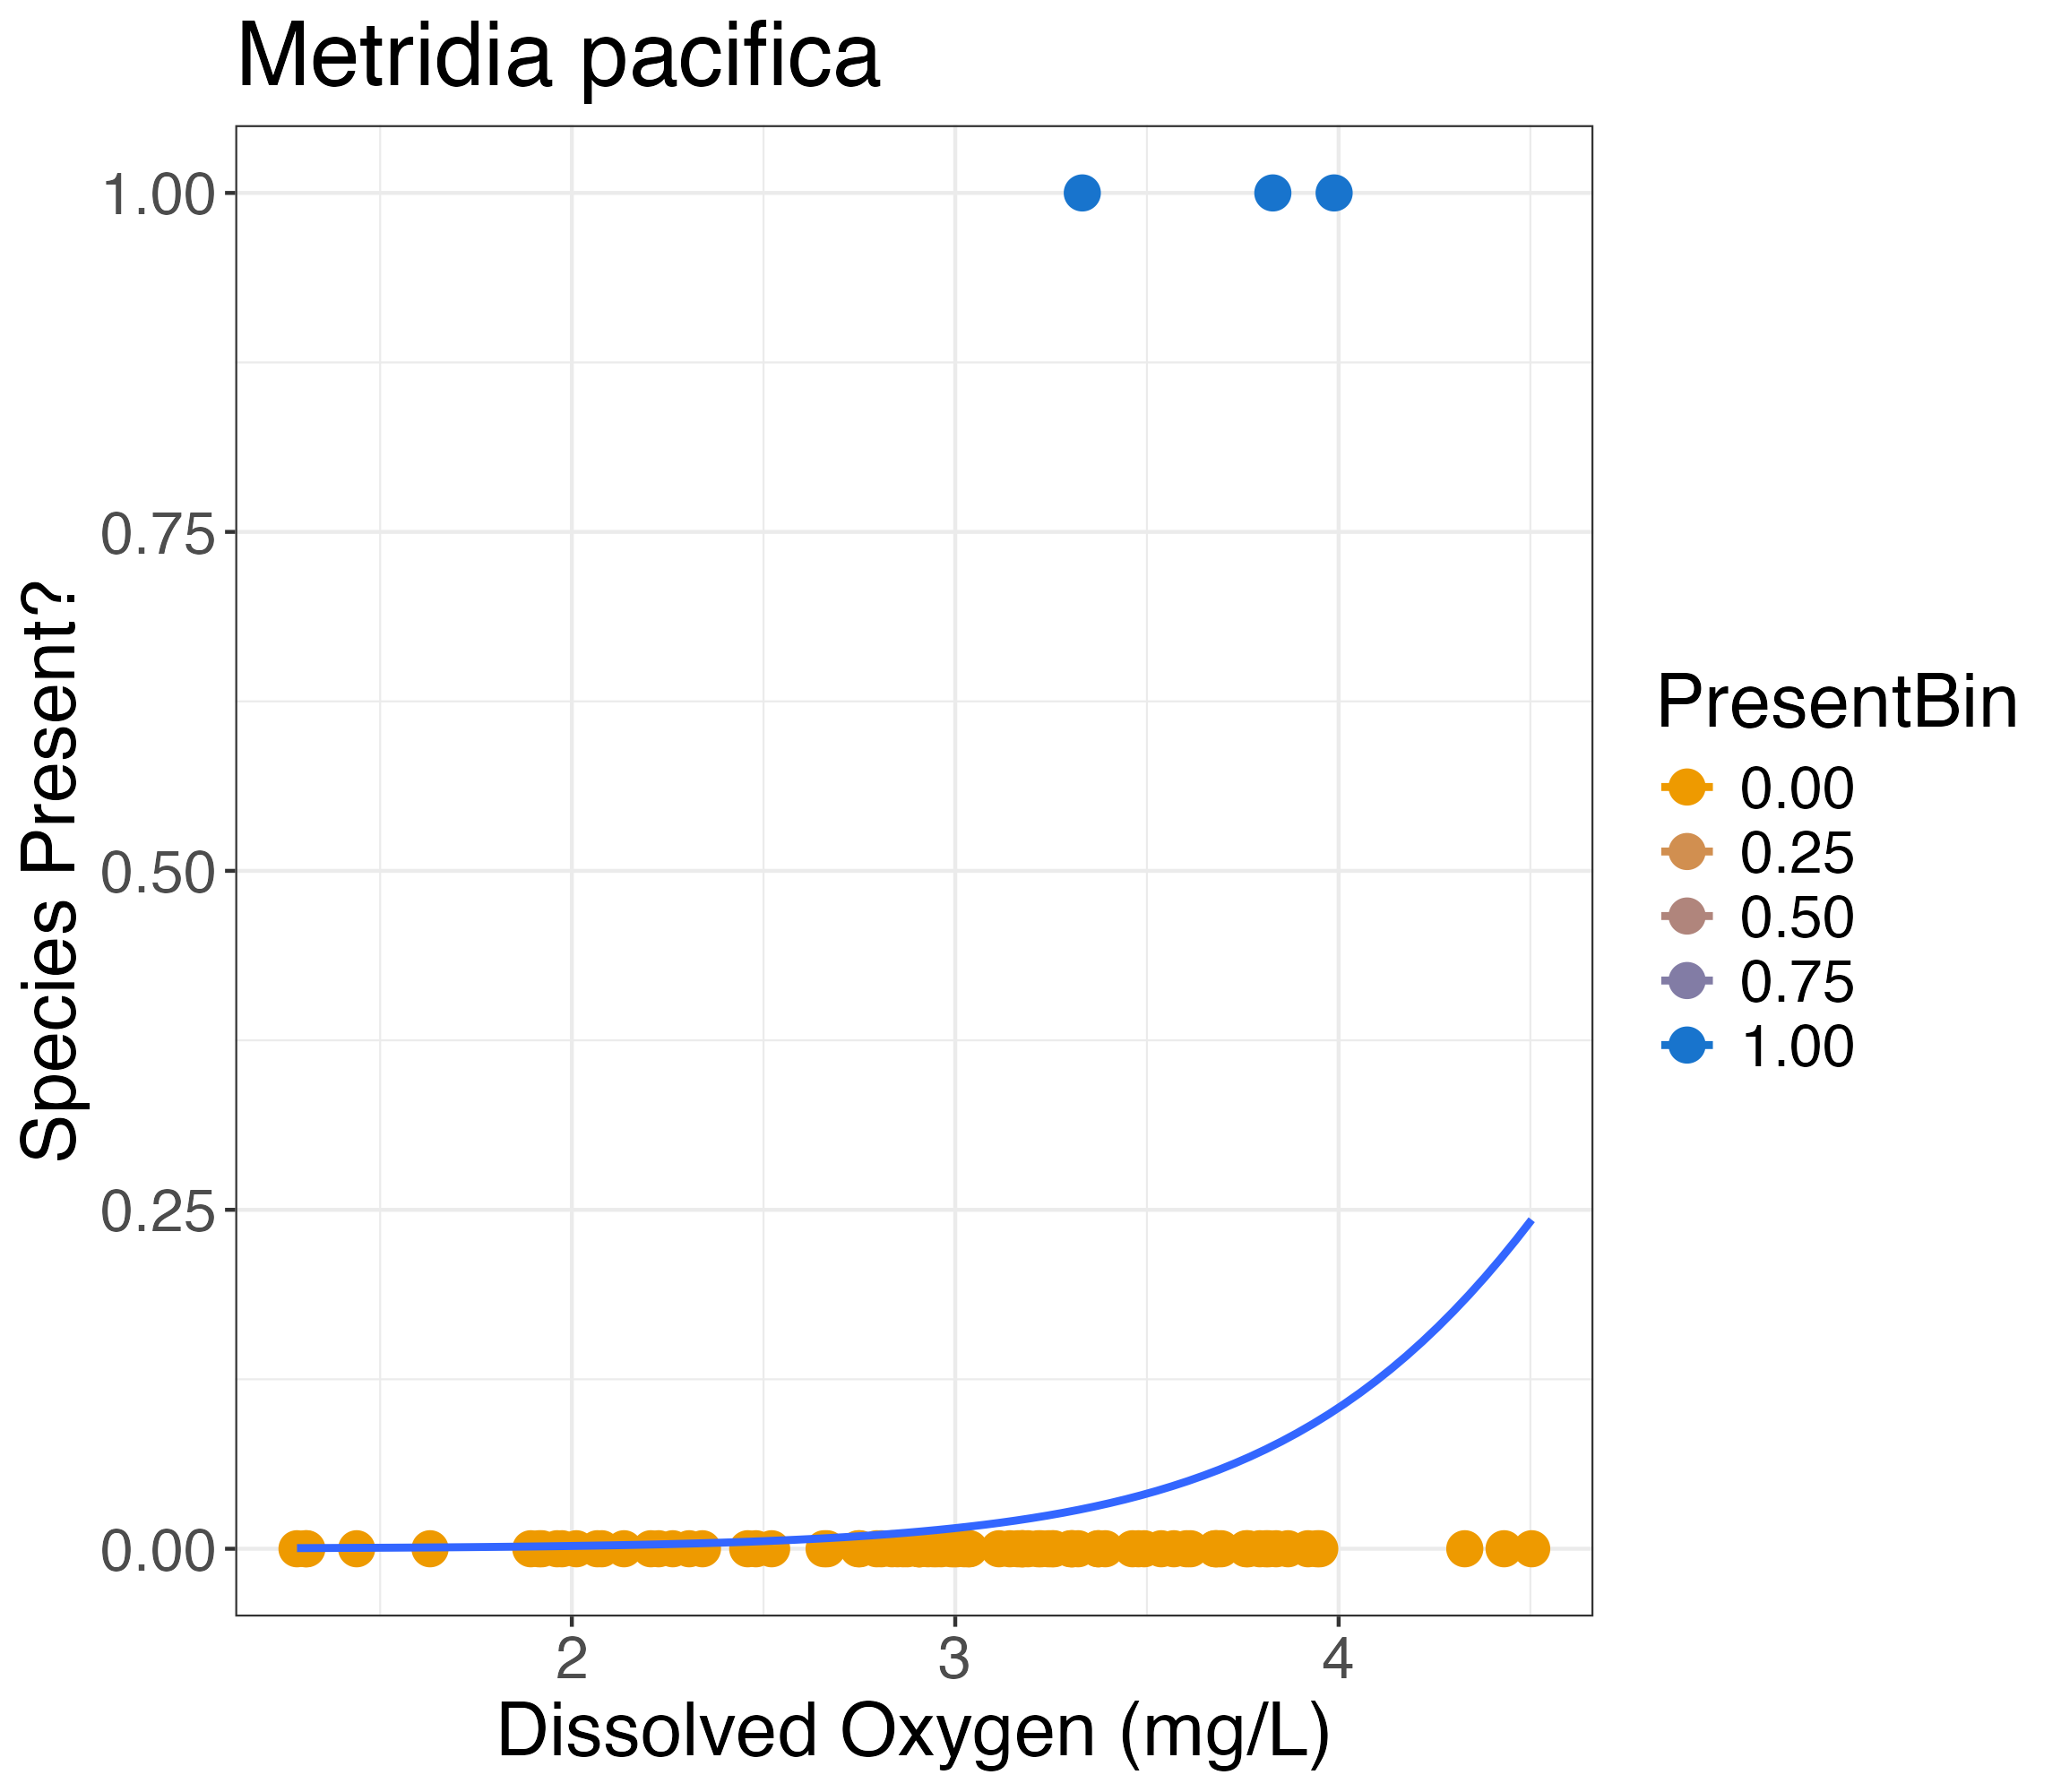 Metridia pacifica
1.00
0.75
0.50
0.25
0.00
Species Present?
2 3 4
Dissolved Oxygen (mg/L)
PresentBin
0.00
0.25
0.50
0.75
1.00